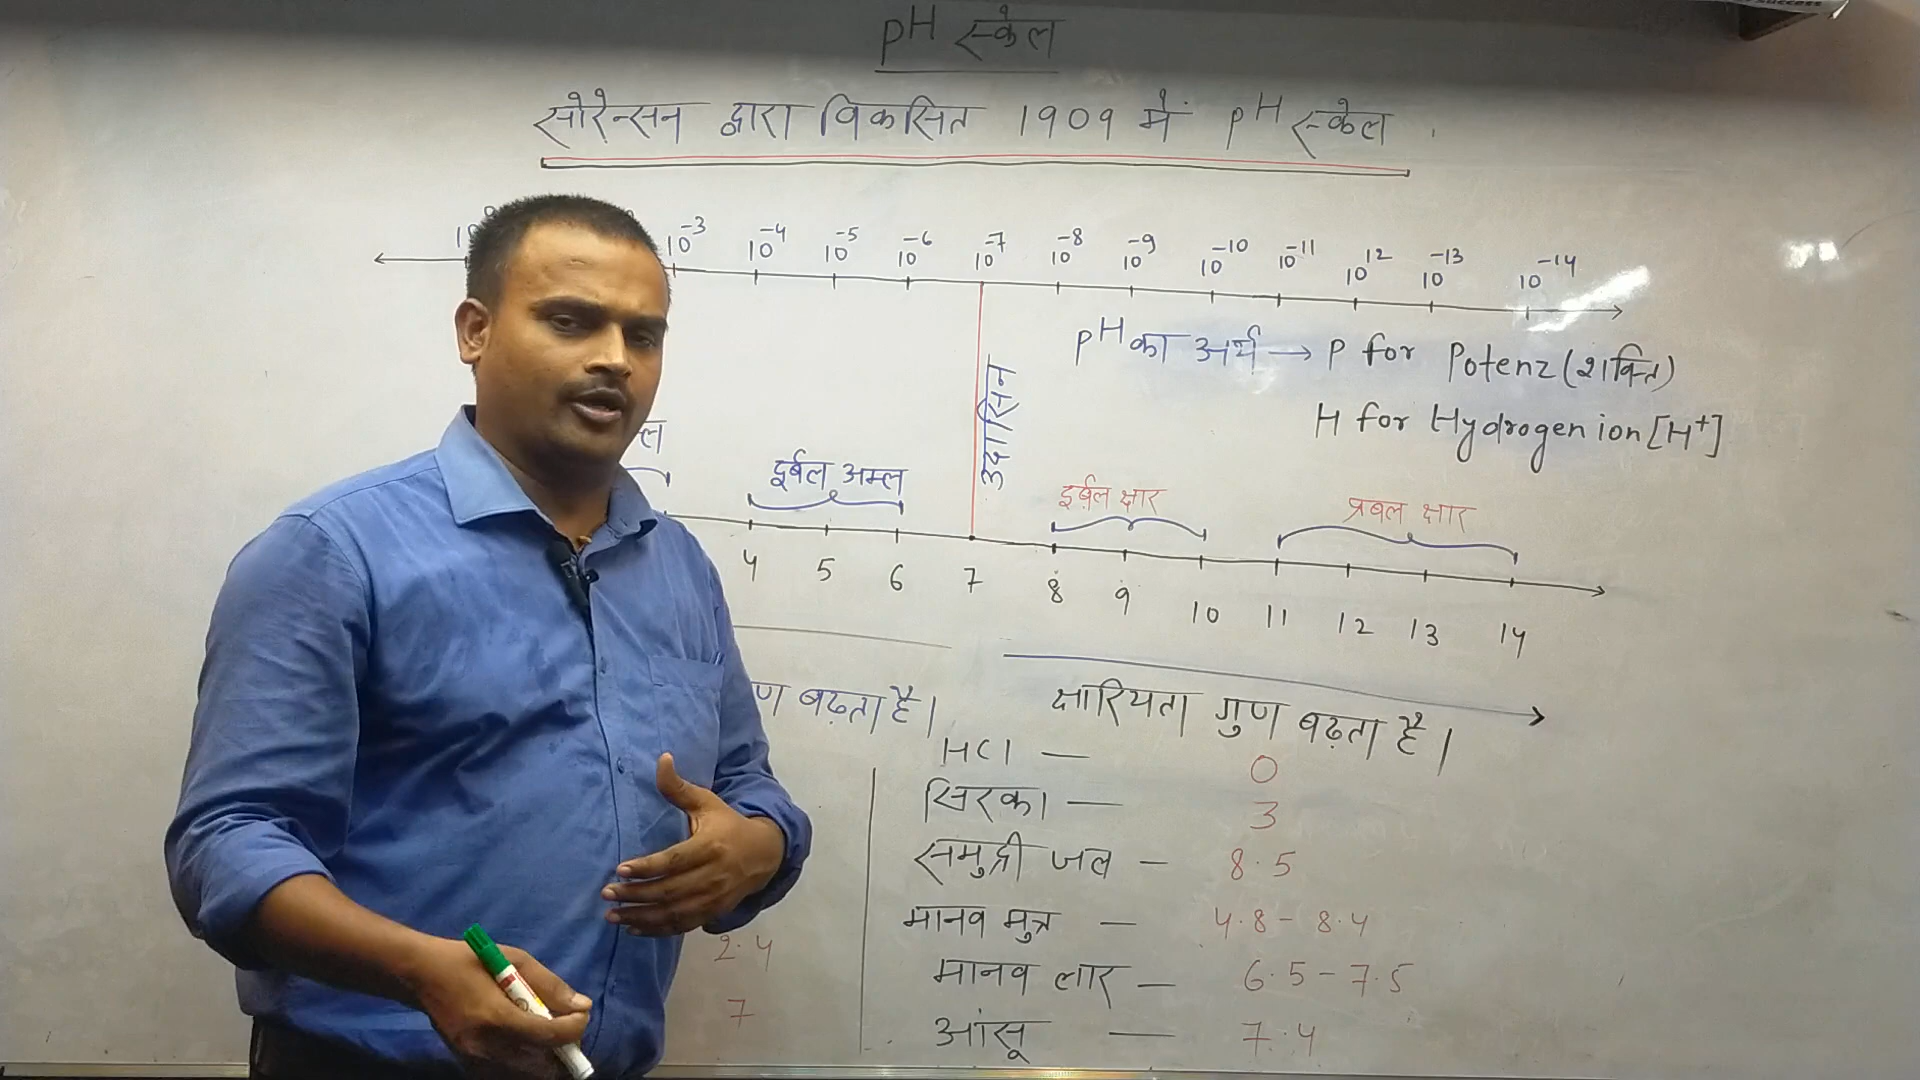 pH स्केल
सोरेन्सन द्वारा विकसित 1909 में pH स्केल
10⁻³ 10⁻⁴ 10⁻⁵ 10⁻⁶ 10⁻⁷ 10⁻⁸ 10⁻⁹ 10⁻¹⁰ 10⁻¹¹ 10¹² 10⁻¹³ 10⁻¹⁴
pH का अर्थ → P for Potenz (शक्ति)
H for Hydrogen ion [H⁺]
दुर्बल अम्ल
उदासिन
दुर्बल क्षार
प्रबल क्षार
4 5 6 7 8 9 10 11 12 13 14
बढ़ता है।
क्षारियता गुण बढ़ता है।
HCl — 0
सिरका — 3
समुद्री जल — 8.5
मानव मुत्र — 4.8 - 8.4
मानव लार — 6.5 - 7.5
आंसू — 7.4
2.4
7